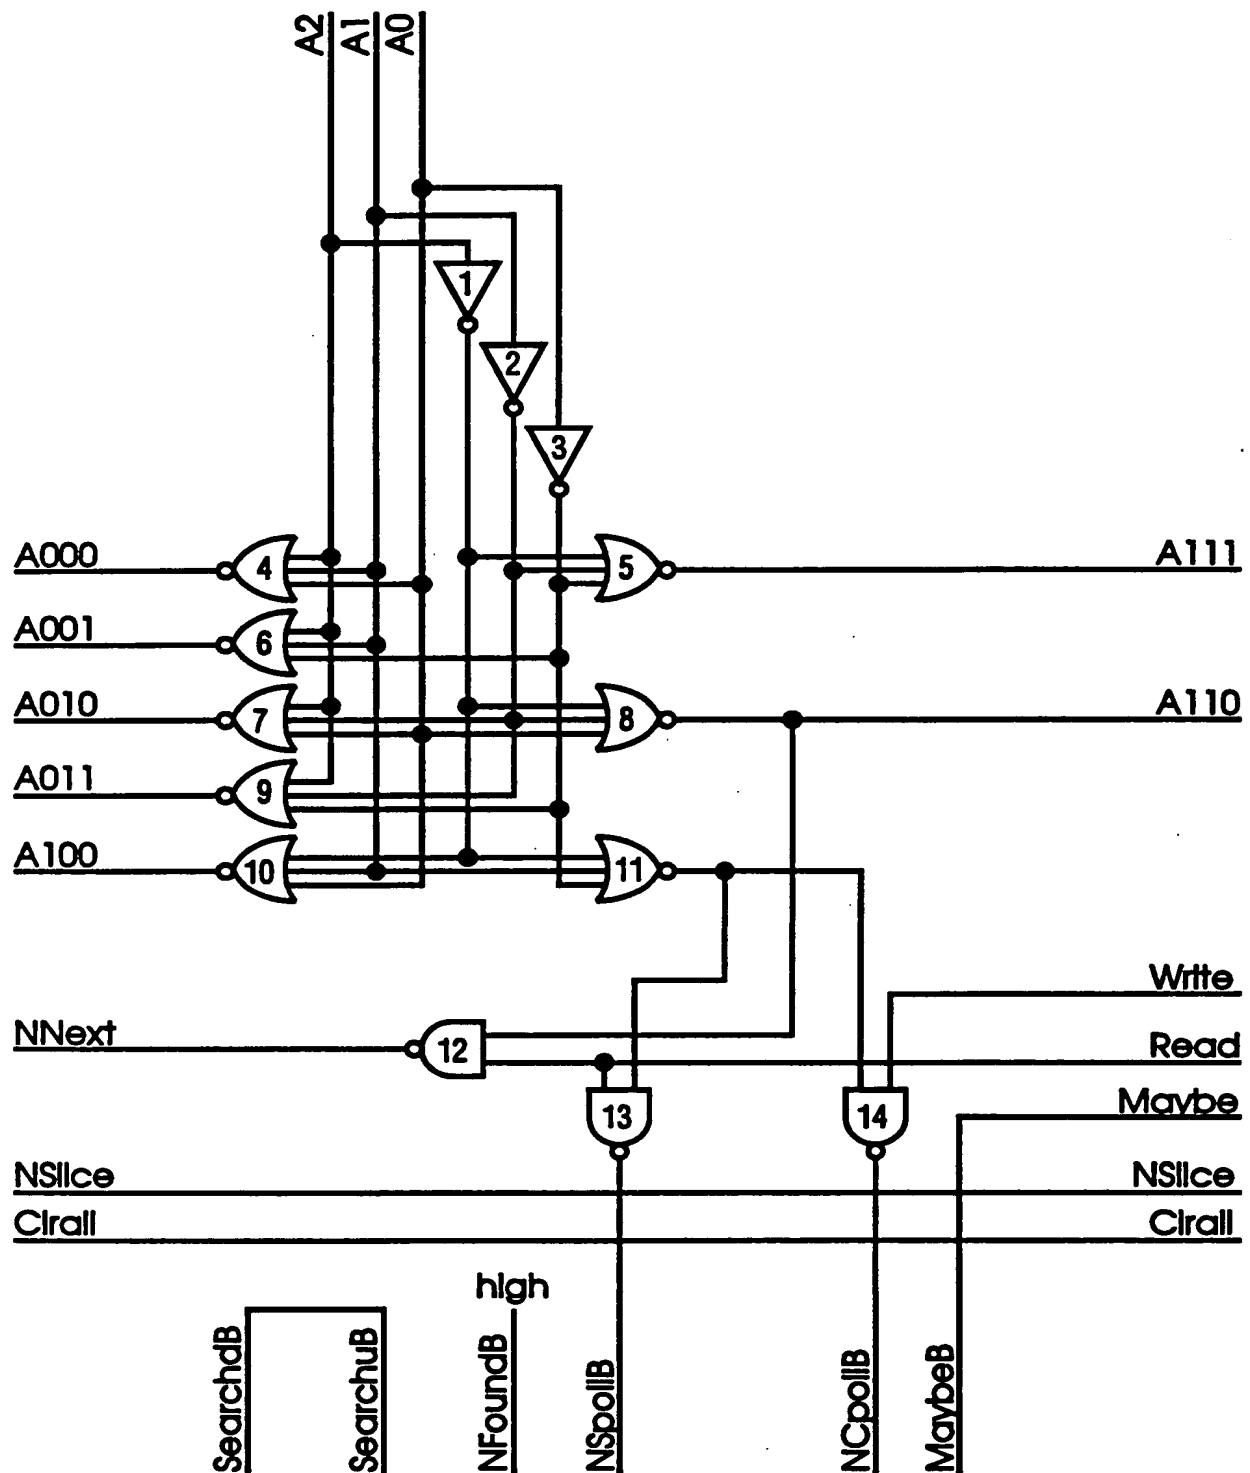 A2 A1 A0
1
2
3
A000 4 5 A111
A001 6
A010 7 8 A110
A011 9
A100 10 11
Write
NNext 12 Read
13 14 Maybe
NSlice NSlice
Clrall Clrall
high
SearchdB SearchuB NFoundB NSpollB NCpollB MaybeB